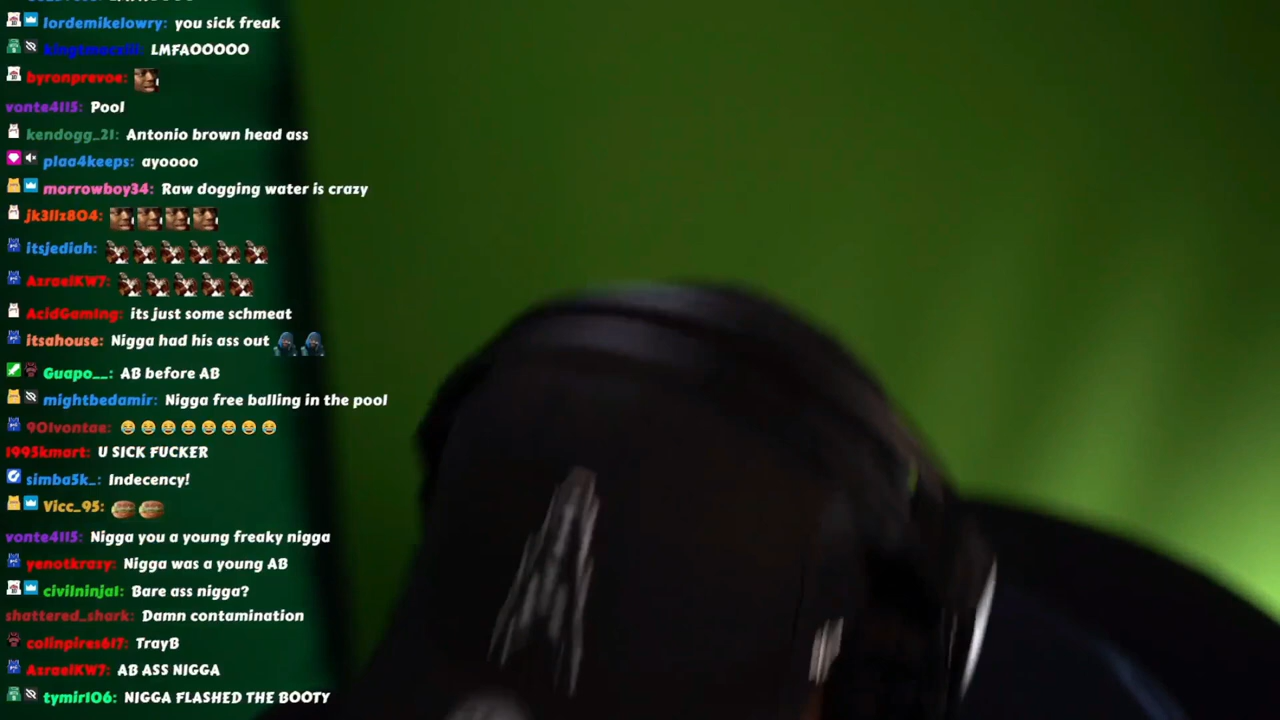 lordemikelowry: you sick freak
LMFAOOOOO
byronprevoe:
vonte4115: Pool
kendogg_21: Antonio brown head ass
plaa4keeps: ayoooo
morrowboy34: Raw dogging water is crazy
jk3llz804:
itsjediah:
AzraelKW7:
AcidGaming: its just some schmeat
itsahouse: Nigga had his ass out
Guapo__: AB before AB
mightbedamir: Nigga free balling in the pool
901vontae: 😂😂😂😂😂😂😂😂
1995kmart: U SICK FUCKER
simba5k_: Indecency!
Vicc_95:
vonte4115: Nigga you a young freaky nigga
yenotkrazy: Nigga was a young AB
civilninja1: Bare ass nigga?
shattered_shark: Damn contamination
colinpires617: TrayB
AzraelKW7: AB ASS NIGGA
tymir106: NIGGA FLASHED THE BOOTY